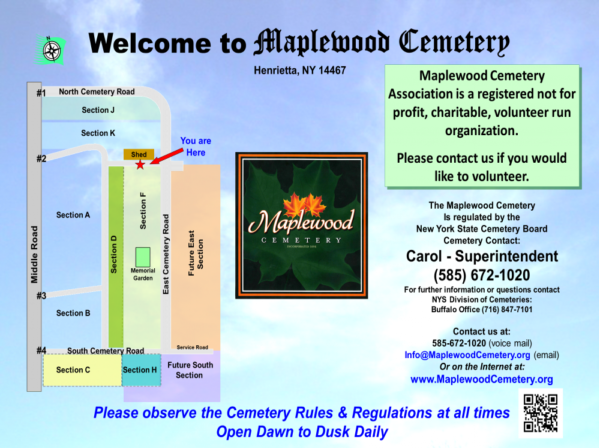 N
Welcome to Maplewood Cemetery
Henrietta, NY 14467
#1
North Cemetery Road
Section J
Section K
#2
Shed
You are
Here
Section A
Section D
Section F
East Cemetery Road
Future East
Section
Middle Road
Memorial
Garden
#3
Section B
#4
South Cemetery Road
Service Road
Section C
Section H
Future South
Section
Maplewood
CEMETERY
Maplewood Cemetery
Association is a registered not for
profit, charitable, volunteer run
organization.
Please contact us if you would
like to volunteer.
The Maplewood Cemetery
Is regulated by the
New York State Cemetery Board
Cemetery Contact:
Carol - Superintendent
(585) 672-1020
For further information or questions contact
NYS Division of Cemeteries:
Buffalo Office (716) 847-7101
Contact us at:
585-672-1020 (voice mail)
Info@MaplewoodCemetery.org (email)
Or on the Internet at:
www.MaplewoodCemetery.org
Please observe the Cemetery Rules & Regulations at all times
Open Dawn to Dusk Daily